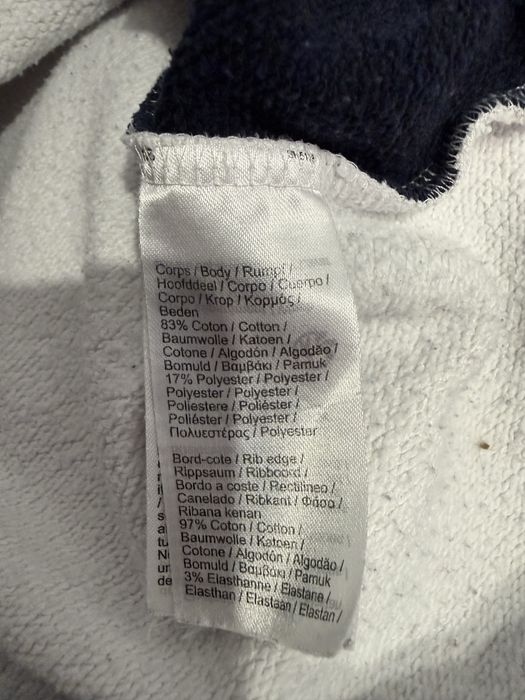 Corps / Body / Rumpf /
Hoofddeel / Corpo / Cuerpo /
Corpo / Krop / Κορμός /
Beden
83% Coton / Cotton /
Baumwolle / Katoen /
Cotone / Algodón / Algodão /
Bomuld / Βαμβάκι / Pamuk
17% Polyester / Polyester /
Polyester / Polyester /
Poliestere / Poliéster /
Poliéster / Polyester /
Πολυεστέρας / Polyester
Bord-cote / Rib edge /
Rippsaum / Ribboord /
Bordo a coste / Rectilíneo /
Canelado / Ribkant / Φάσα /
Ribana kenarı
97% Coton / Cotton /
Baumwolle / Katoen /
Cotone / Algodón / Algodão /
Bomuld / Βαμβάκι / Pamuk
3% Elasthanne / Elastane /
Elasthan / Elastaan / Elastan /